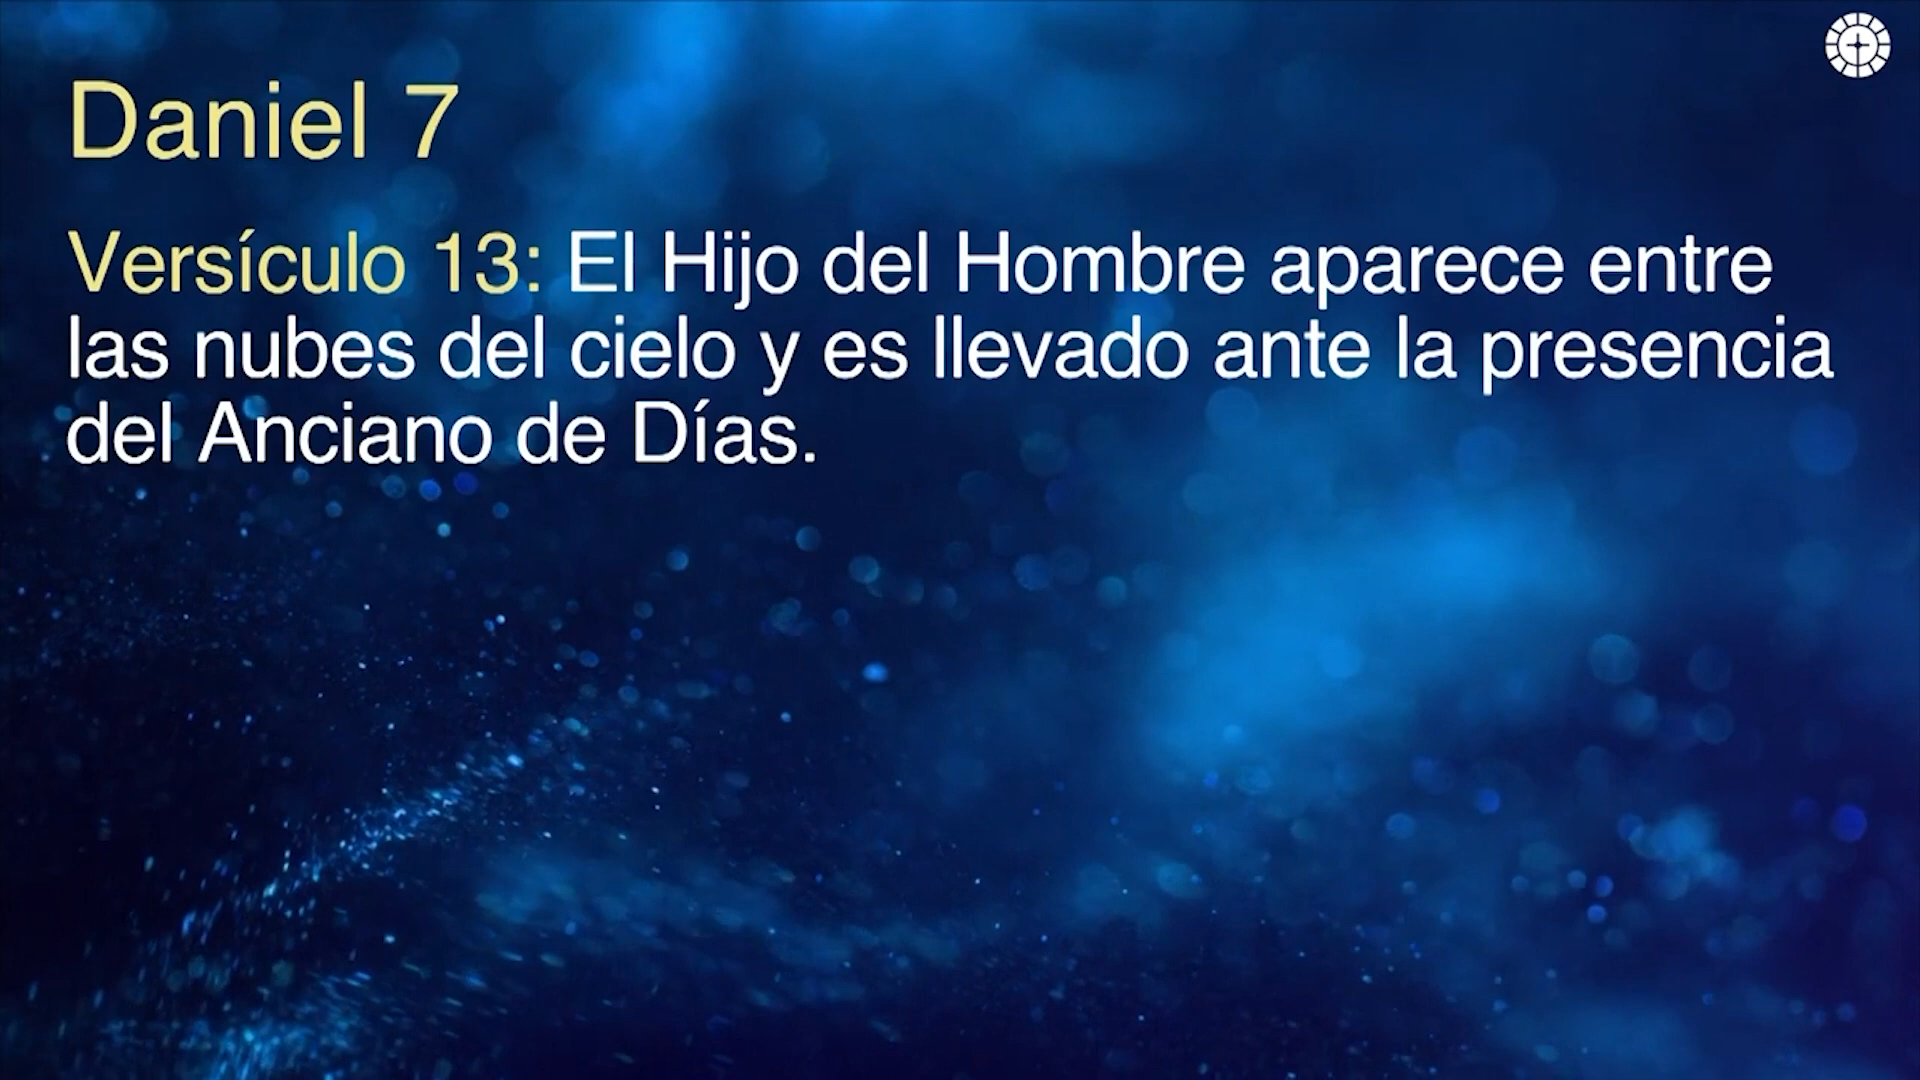 Daniel 7
Versículo 13: El Hijo del Hombre aparece entre
las nubes del cielo y es llevado ante la presencia
del Anciano de Días.